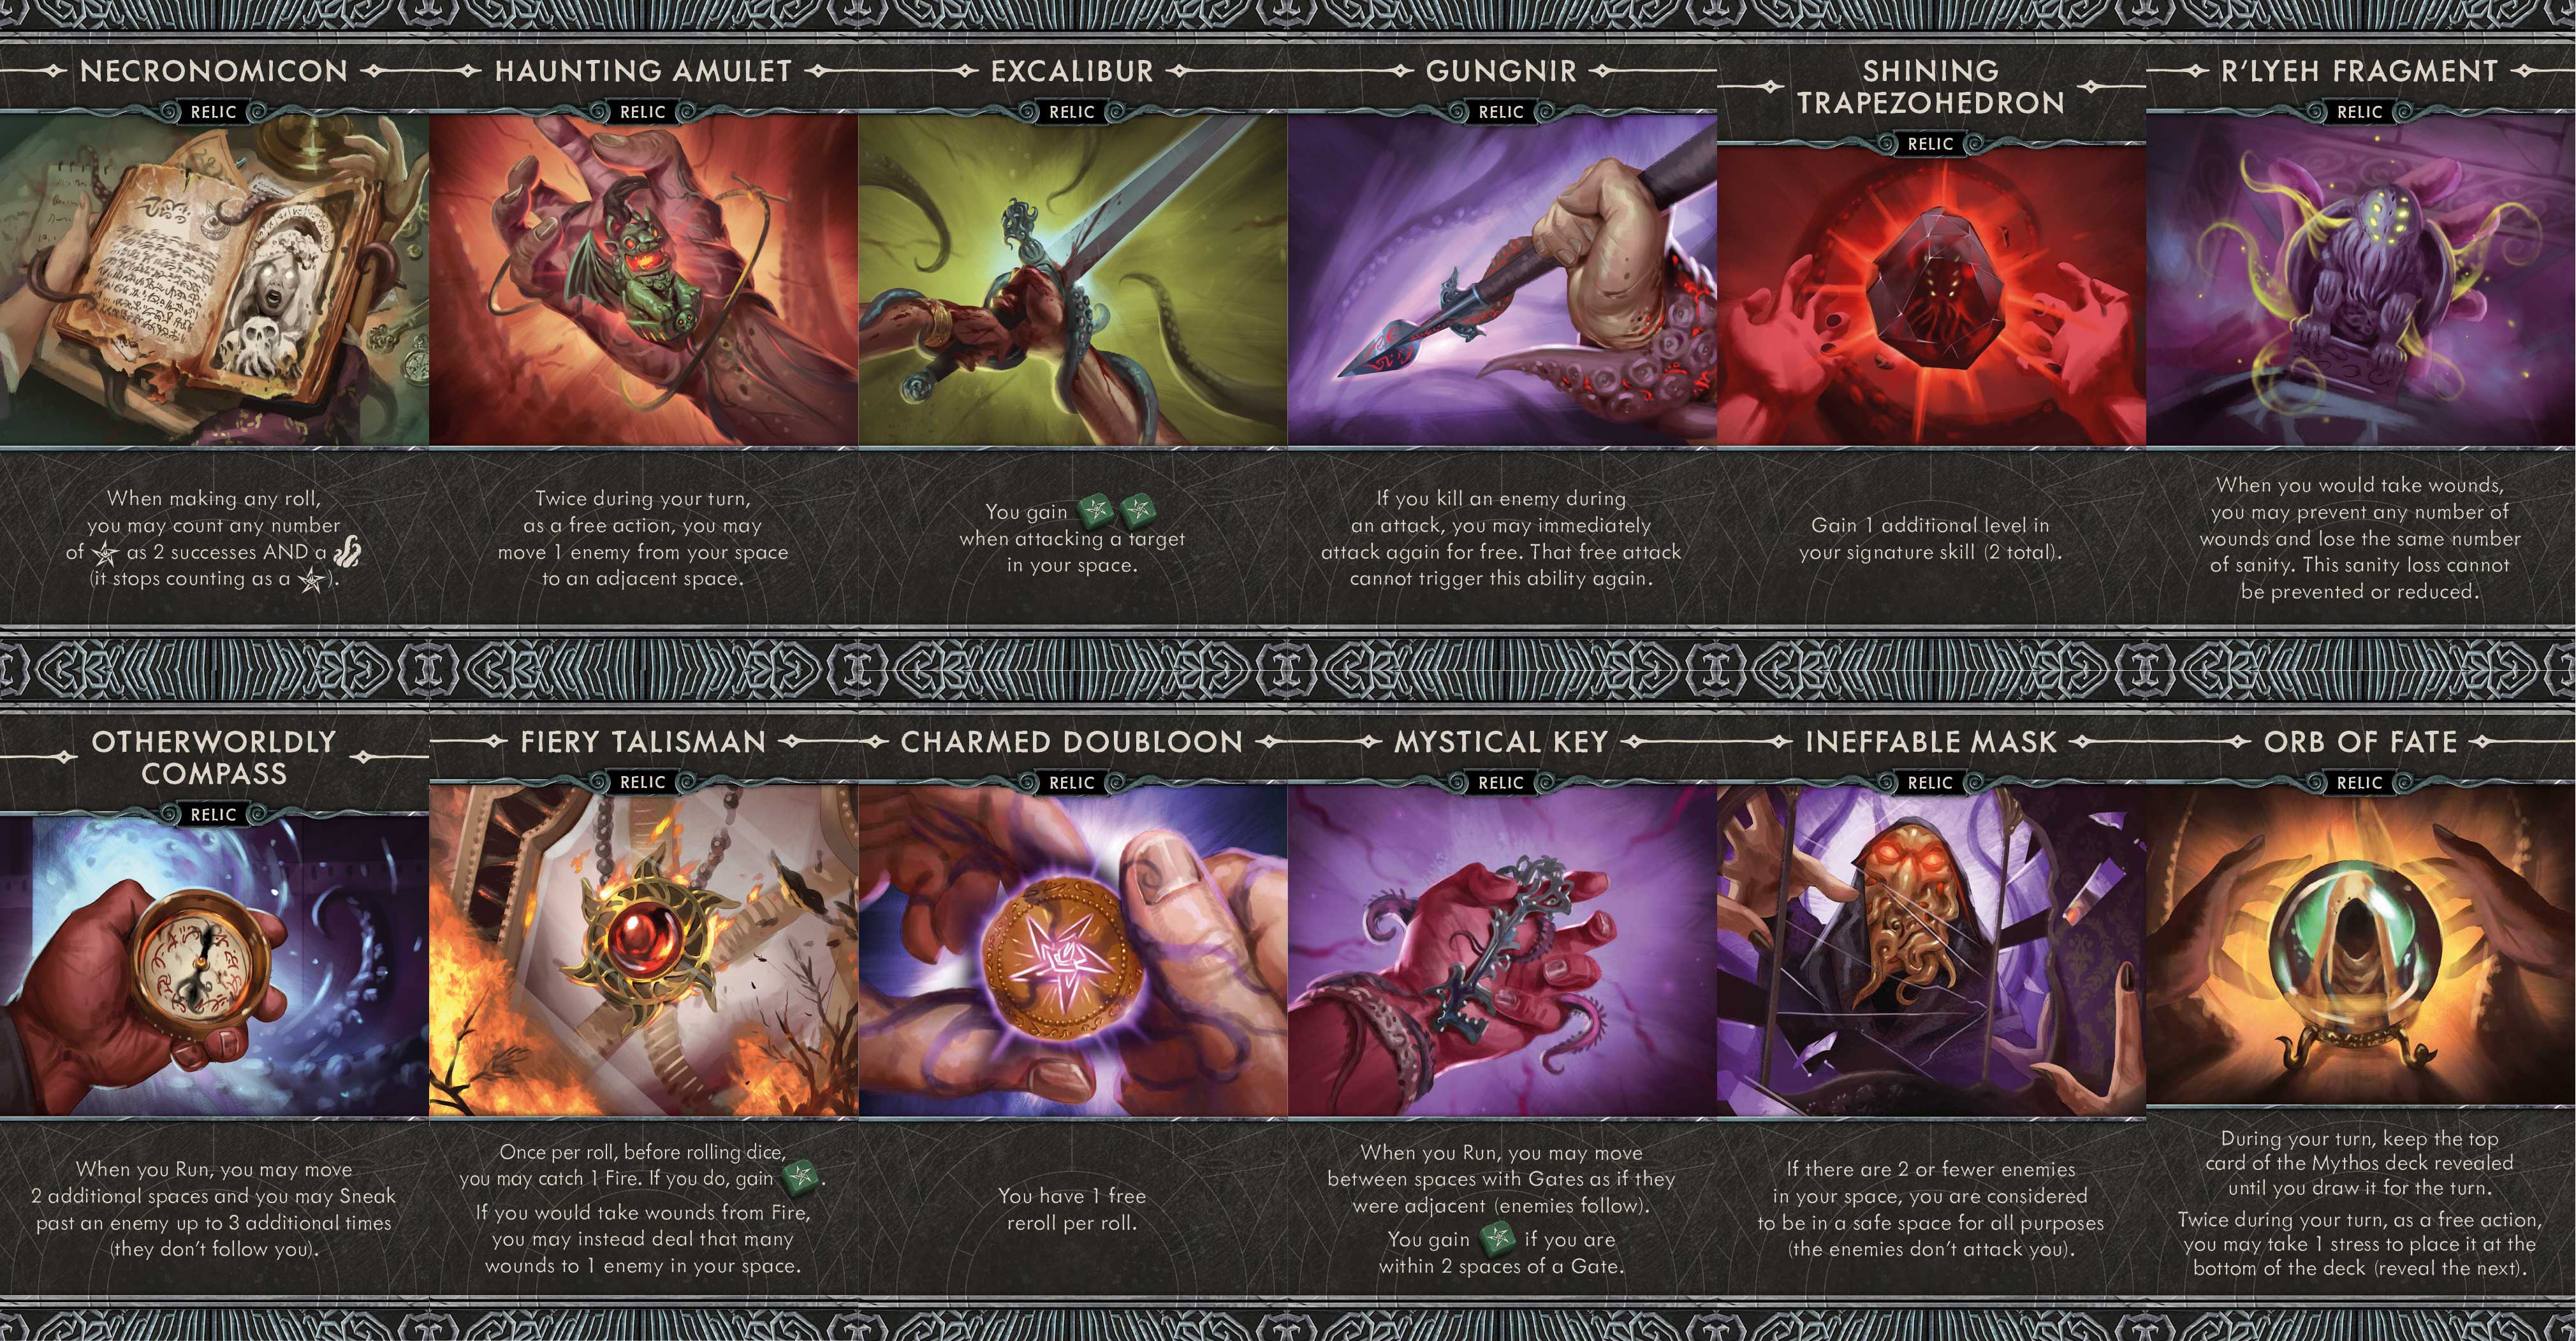 NECRONOMICON
RELIC
When making any roll,
you may count any number
of as 2 successes AND a
(it stops counting as a ).
HAUNTING AMULET
RELIC
Twice during your turn,
as a free action, you may
move 1 enemy from your space
to an adjacent space.
EXCALIBUR
RELIC
You gain
when attacking a target
in your space.
GUNGNIR
RELIC
If you kill an enemy during
an attack, you may immediately
attack again for free. That free attack
cannot trigger this ability again.
SHINING
TRAPEZOHEDRON
RELIC
Gain 1 additional level in
your signature skill (2 total).
R'LYEH FRAGMENT
RELIC
When you would take wounds,
you may prevent any number of
wounds and lose the same number
of sanity. This sanity loss cannot
be prevented or reduced.
OTHERWORLDLY
COMPASS
RELIC
When you Run, you may move
2 additional spaces and you may Sneak
past an enemy up to 3 additional times
(they don't follow you).
FIERY TALISMAN
RELIC
Once per roll, before rolling dice,
you may catch 1 Fire. If you do, gain .
If you would take wounds from Fire,
you may instead deal that many
wounds to 1 enemy in your space.
CHARMED DOUBLOON
RELIC
You have 1 free
reroll per roll.
MYSTICAL KEY
RELIC
When you Run, you may move
between spaces with Gates as if they
were adjacent (enemies follow).
You gain if you are
within 2 spaces of a Gate.
INEFFABLE MASK
RELIC
If there are 2 or fewer enemies
in your space, you are considered
to be in a safe space for all purposes
(the enemies don't attack you).
ORB OF FATE
RELIC
During your turn, keep the top
card of the Mythos deck revealed
until you draw it for the turn.
Twice during your turn, as a free action,
you may take 1 stress to place it at the
bottom of the deck (reveal the next).